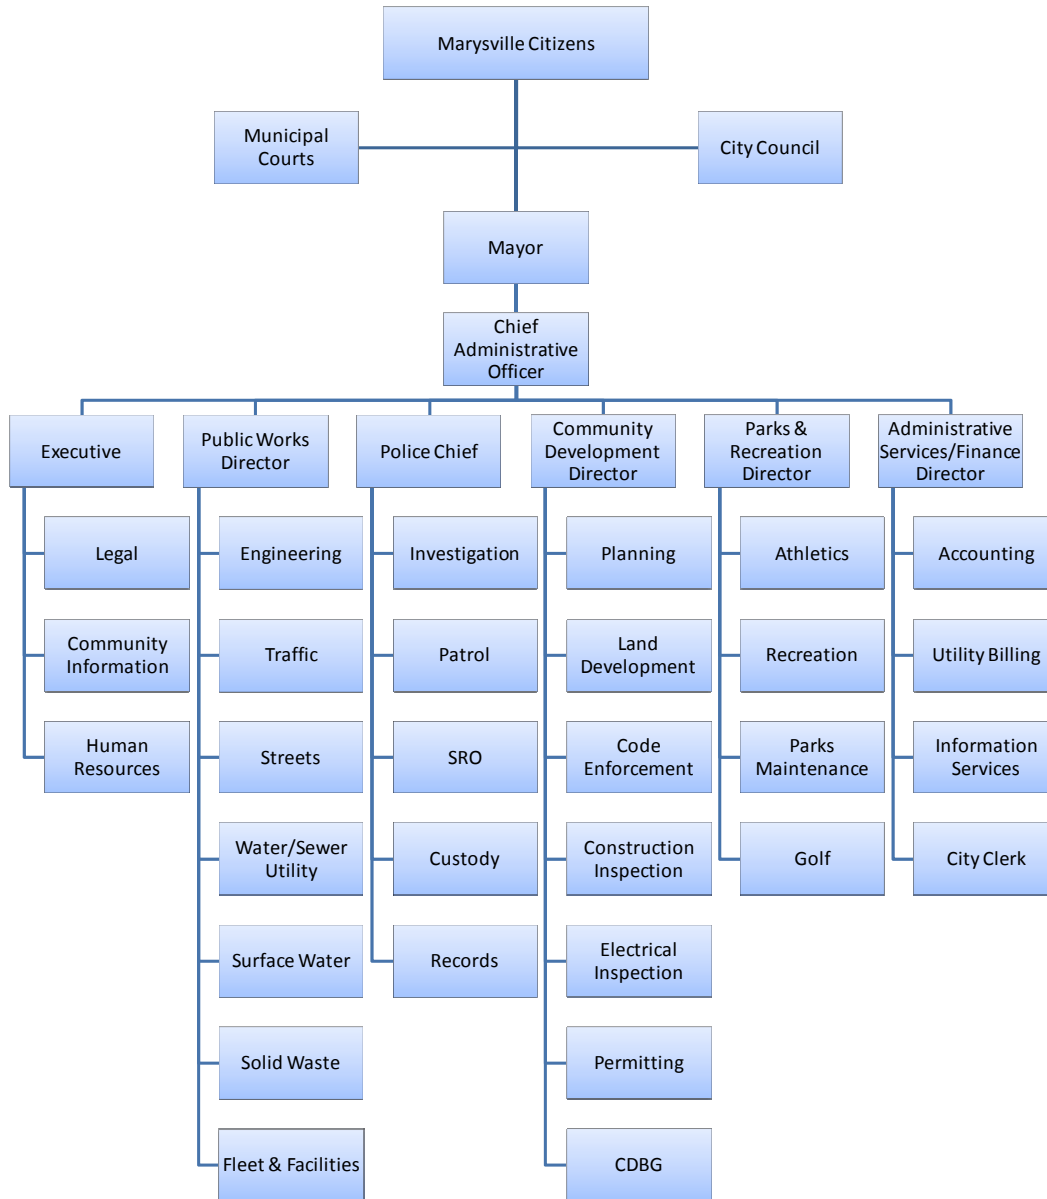 Marysville Citizens
Municipal
Courts
City Council
Mayor
Chief
Administrative
Officer
Executive
Public Works
Director
Police Chief
Community
Development
Director
Parks &
Recreation
Director
Administrative
Services/Finance
Director
Legal
Community
Information
Human
Resources
Engineering
Traffic
Streets
Water/Sewer
Utility
Surface Water
Solid Waste
Fleet & Facilities
Investigation
Patrol
SRO
Custody
Records
Planning
Land
Development
Code
Enforcement
Construction
Inspection
Electrical
Inspection
Permitting
CDBG
Athletics
Recreation
Parks
Maintenance
Golf
Accounting
Utility Billing
Information
Services
City Clerk